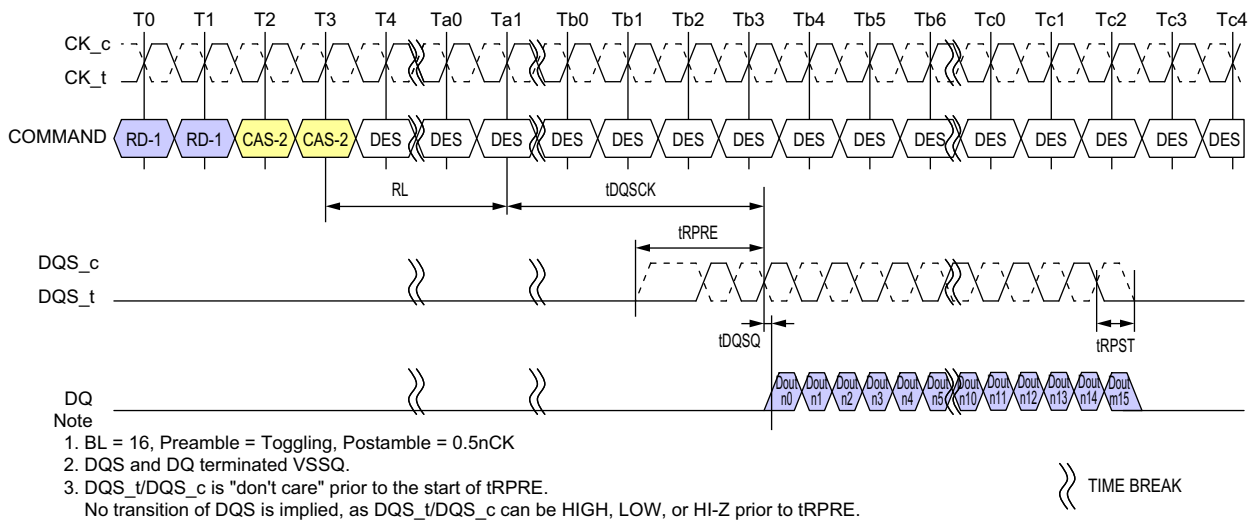 T0 T1 T2 T3 T4 Ta0 Ta1 Tb0 Tb1 Tb2 Tb3 Tb4 Tb5 Tb6 Tc0 Tc1 Tc2 Tc3 Tc4
CK_c
CK_t
COMMAND RD-1 RD-1 CAS-2 CAS-2 DES DES DES DES DES DES DES DES DES DES DES DES DES DES DES
RL tDQSCK
tRPRE
DQS_c
DQS_t
tDQSQ tRPST
DQ
Dout n0 Dout n1 Dout n2 Dout n3 Dout n4 Dout n5 Dout n10 Dout n11 Dout n12 Dout n13 Dout n14 Dout m15
Note
1. BL = 16, Preamble = Toggling, Postamble = 0.5nCK
2. DQS and DQ terminated VSSQ.
3. DQS_t/DQS_c is "don't care" prior to the start of tRPRE.
No transition of DQS is implied, as DQS_t/DQS_c can be HIGH, LOW, or HI-Z prior to tRPRE.
TIME BREAK